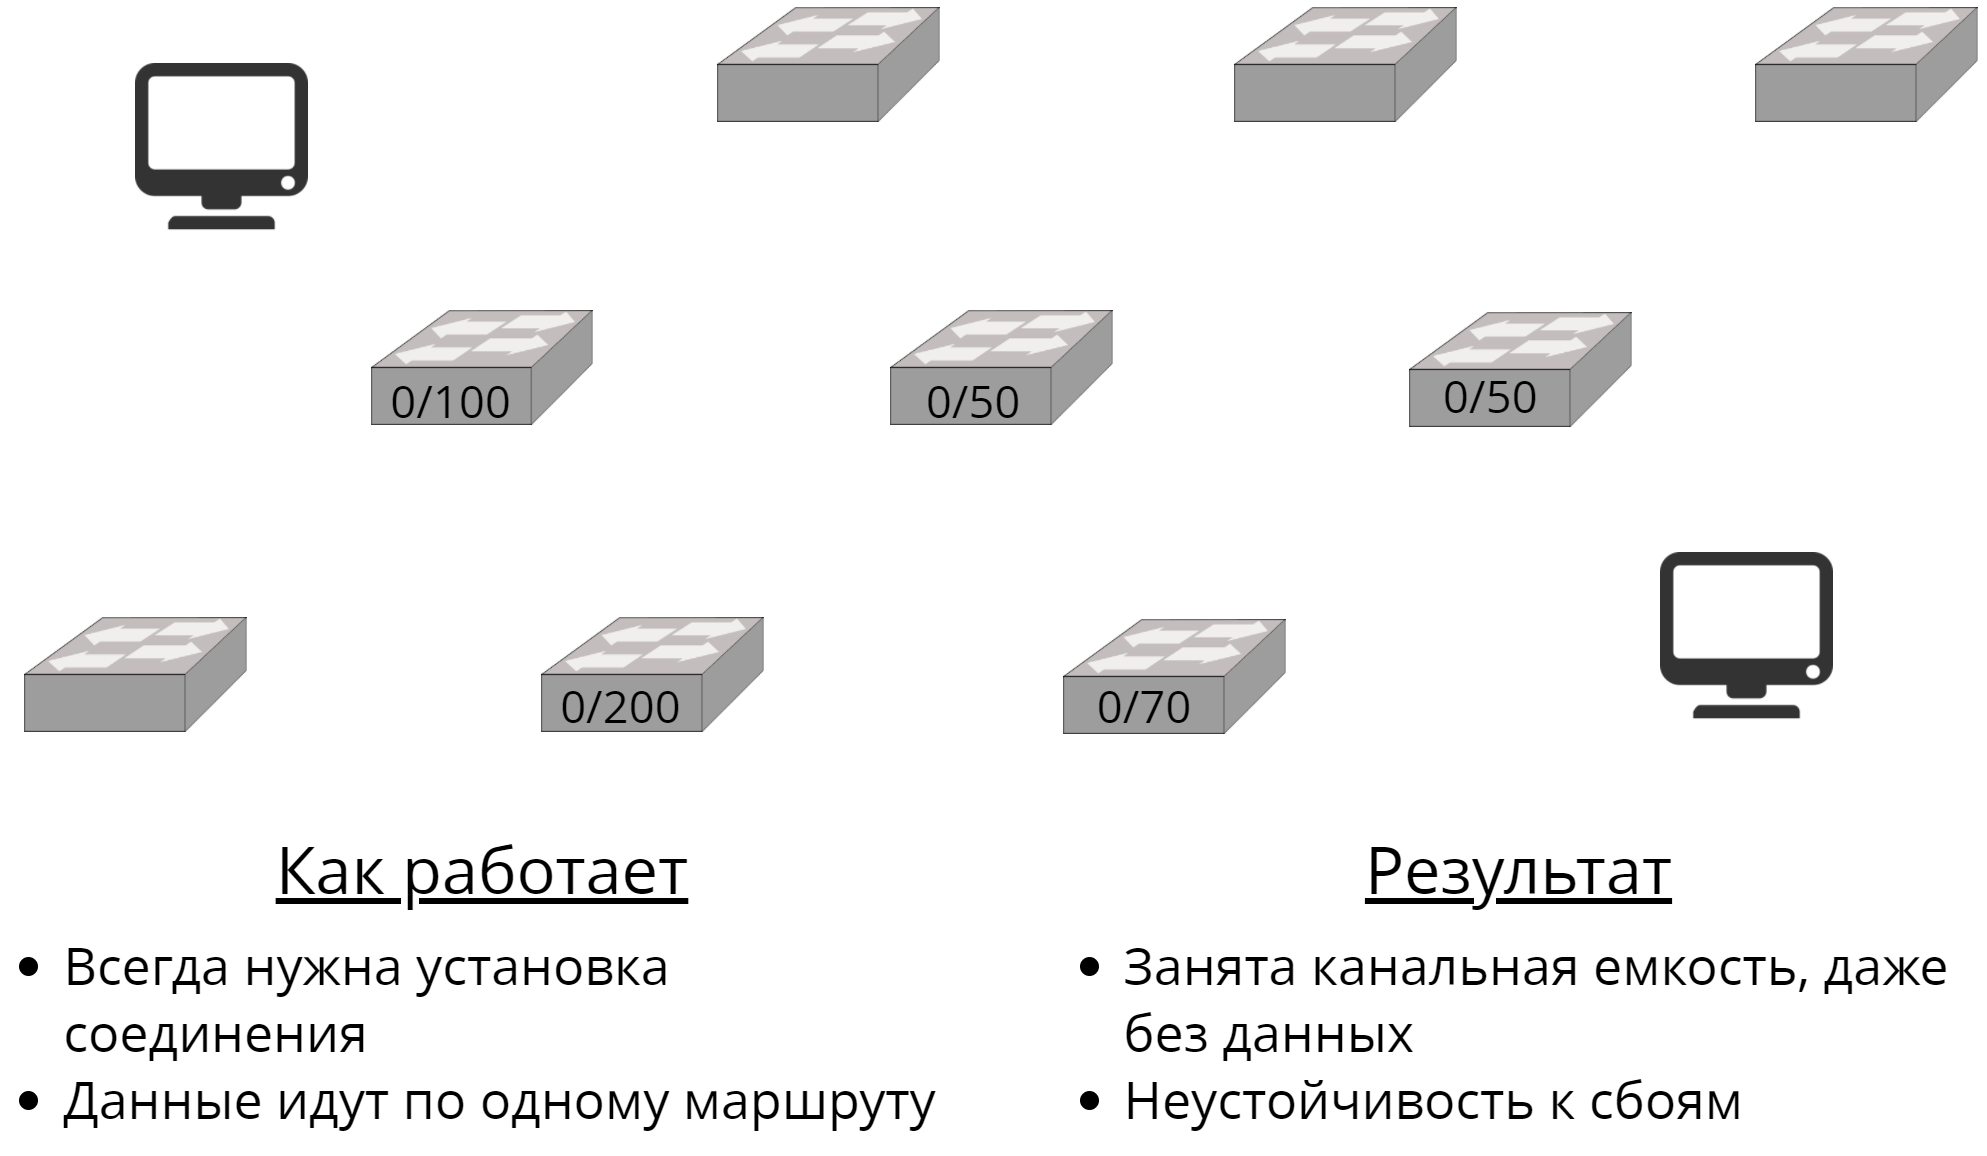 0/100
0/50
0/50
0/200
0/70
Как работает
• Всегда нужна установка
соединения
• Данные идут по одному маршруту
Результат
• Занята канальная емкость, даже
без данных
• Неустойчивость к сбоям